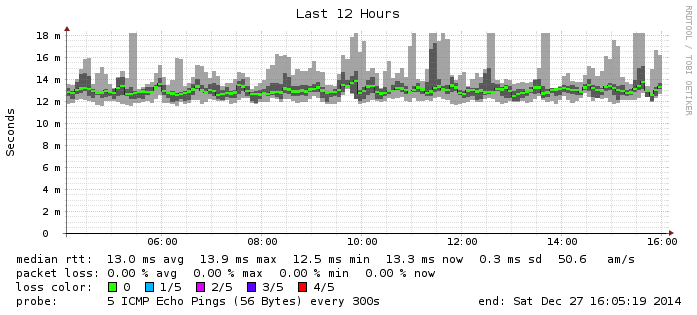 Last 12 Hours
RRDTOOL / TOBI OETIKER
Seconds
18 m
16 m
14 m
12 m
10 m
8 m
6 m
4 m
2 m
0
06:00 08:00 10:00 12:00 14:00 16:00
median rtt: 13.0 ms avg 13.9 ms max 12.5 ms min 13.3 ms now 0.3 ms sd 50.6 am/s
packet loss: 0.00 % avg 0.00 % max 0.00 % min 0.00 % now
loss color: 0 1/5 2/5 3/5 4/5
probe: 5 ICMP Echo Pings (56 Bytes) every 300s end: Sat Dec 27 16:05:19 2014